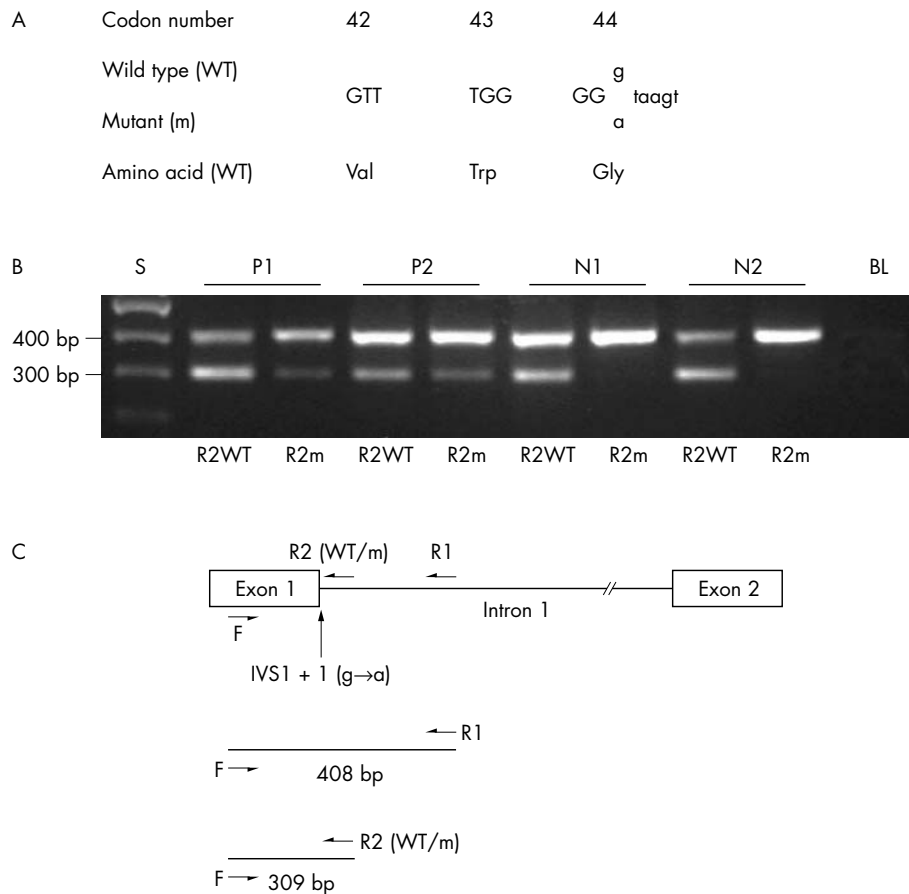 A Codon number 42 43 44
Wild type (WT) g
GTT TGG GG taagt
Mutant (m) a
Amino acid (WT) Val Trp Gly
B S P1 P2 N1 N2 BL
400 bp
300 bp
R2WT R2m R2WT R2m R2WT R2m R2WT R2m
C
R2 (WT/m) R1
Exon 1 Exon 2
Intron 1
F
IVS1 + 1 (g→a)
R1
F
408 bp
R2 (WT/m)
F
309 bp